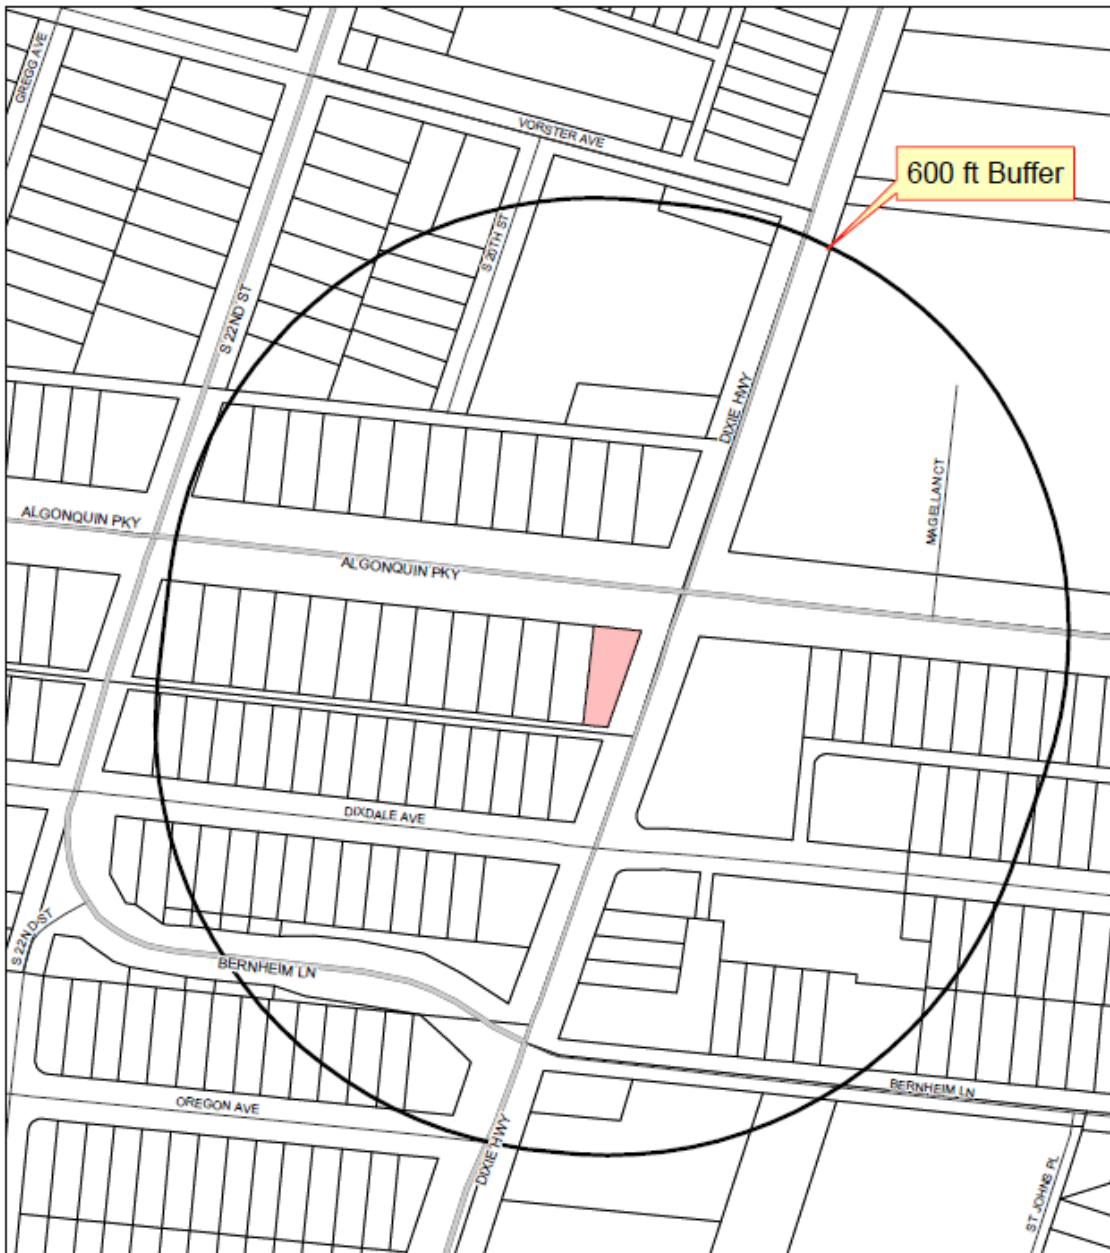 GREGG AVE
VORSTER AVE
600 ft Buffer
S 20TH ST
S 22ND ST
DIXIE HWY
MAGELLAN CT
ALGONQUIN PKY
ALGONQUIN PKY
DIXDALE AVE
S 22ND ST
BERNHEIM LN
BERNHEIM LN
OREGON AVE
DIXIE HWY
ST JOHNS PL